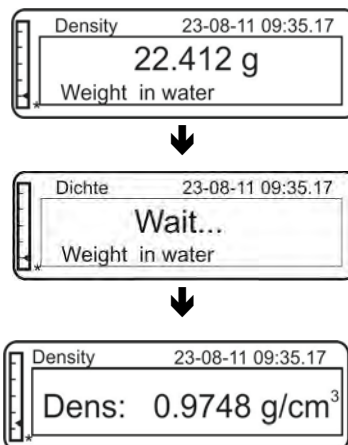 Density 23-08-11 09:35.17
22.412 g
Weight in water
*
Dichte 23-08-11 09:35.17
Wait...
Weight in water
*
Density 23-08-11 09:35.17
Dens: 0.9748 g/cm³
*